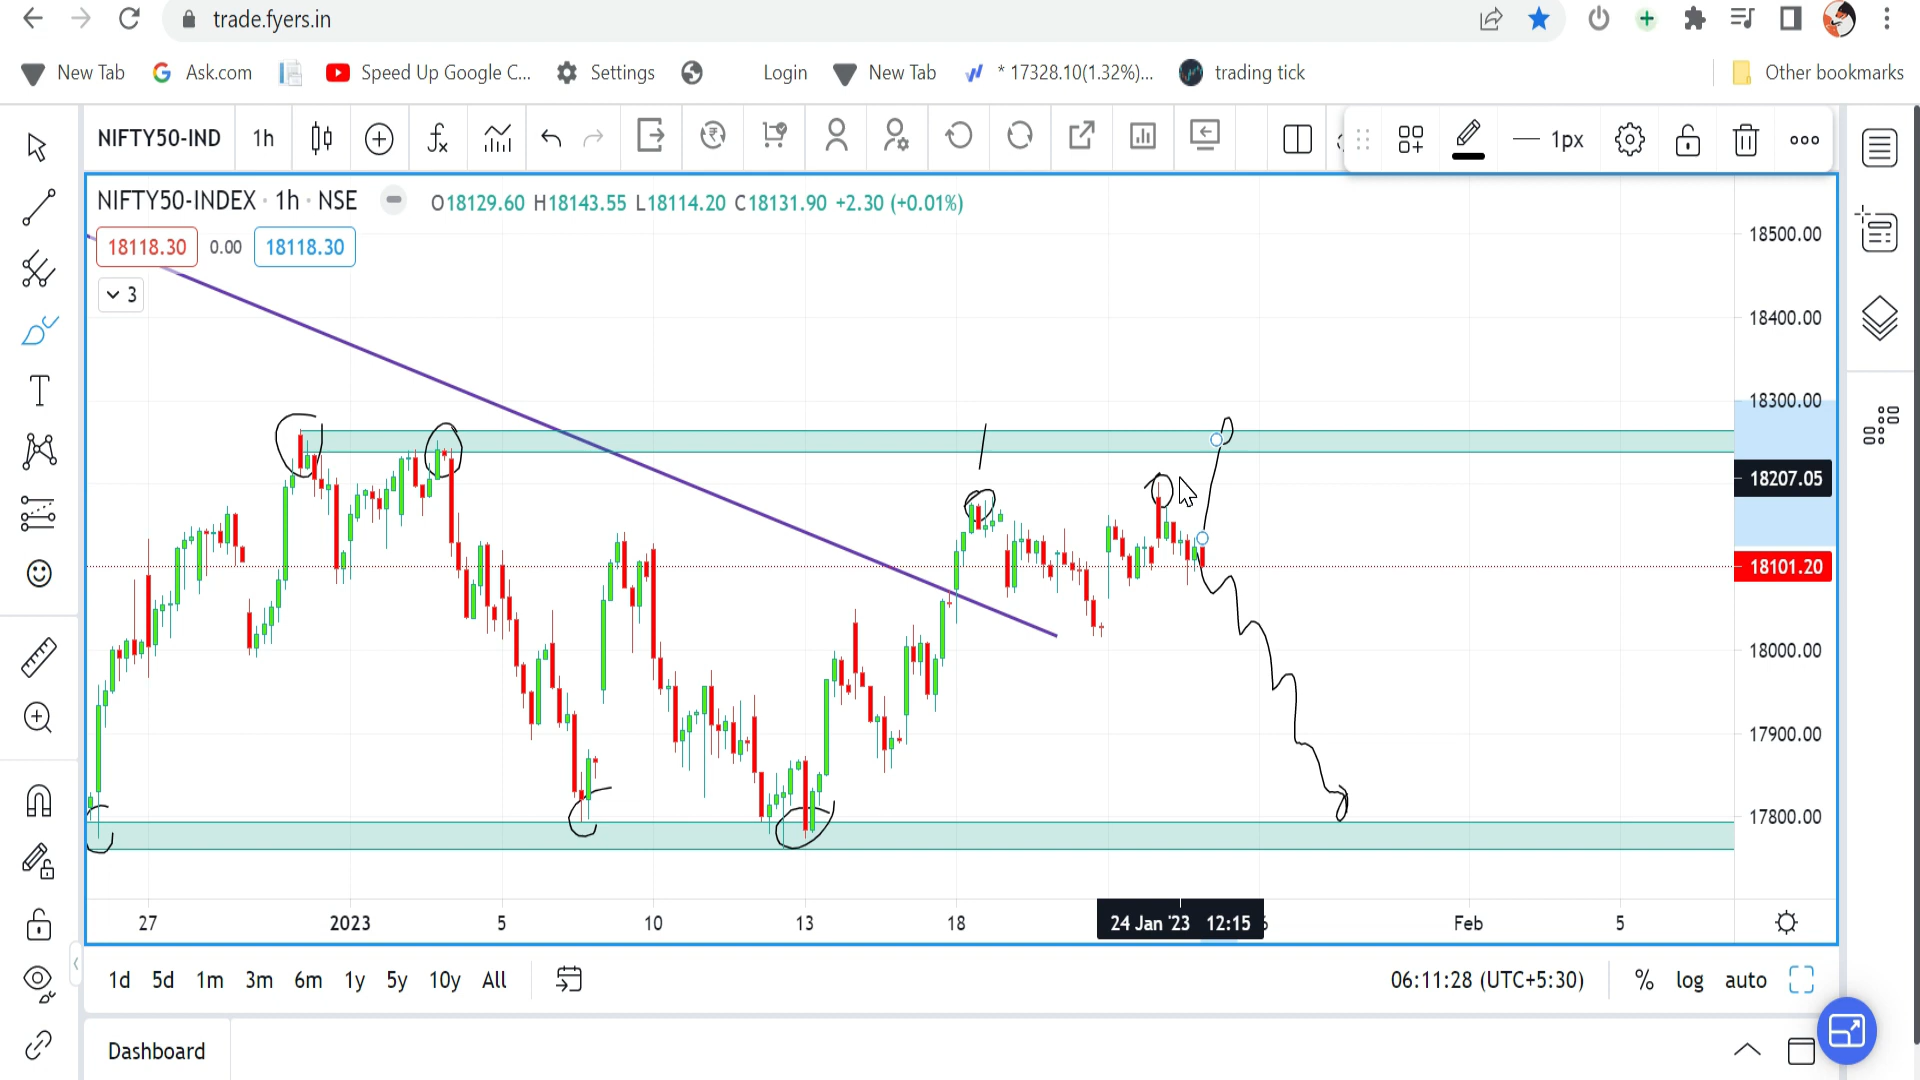 trade.fyers.in
New Tab
Ask.com
Speed Up Google C...
Settings
Login
New Tab
* 17328.10(1.32%)...
trading tick
Other bookmarks
NIFTY50-IND
1h
1px
NIFTY50-INDEX · 1h · NSE
O18129.60 H18143.55 L18114.20 C18131.90 +2.30 (+0.01%)
18118.30
0.00
18118.30
3
18500.00
18400.00
18300.00
18207.05
18101.20
18000.00
17900.00
17800.00
27
2023
5
10
13
18
24 Jan '23 12:15
6
Feb
5
1d 5d 1m 3m 6m 1y 5y 10y All
06:11:28 (UTC+5:30)
% log auto
Dashboard